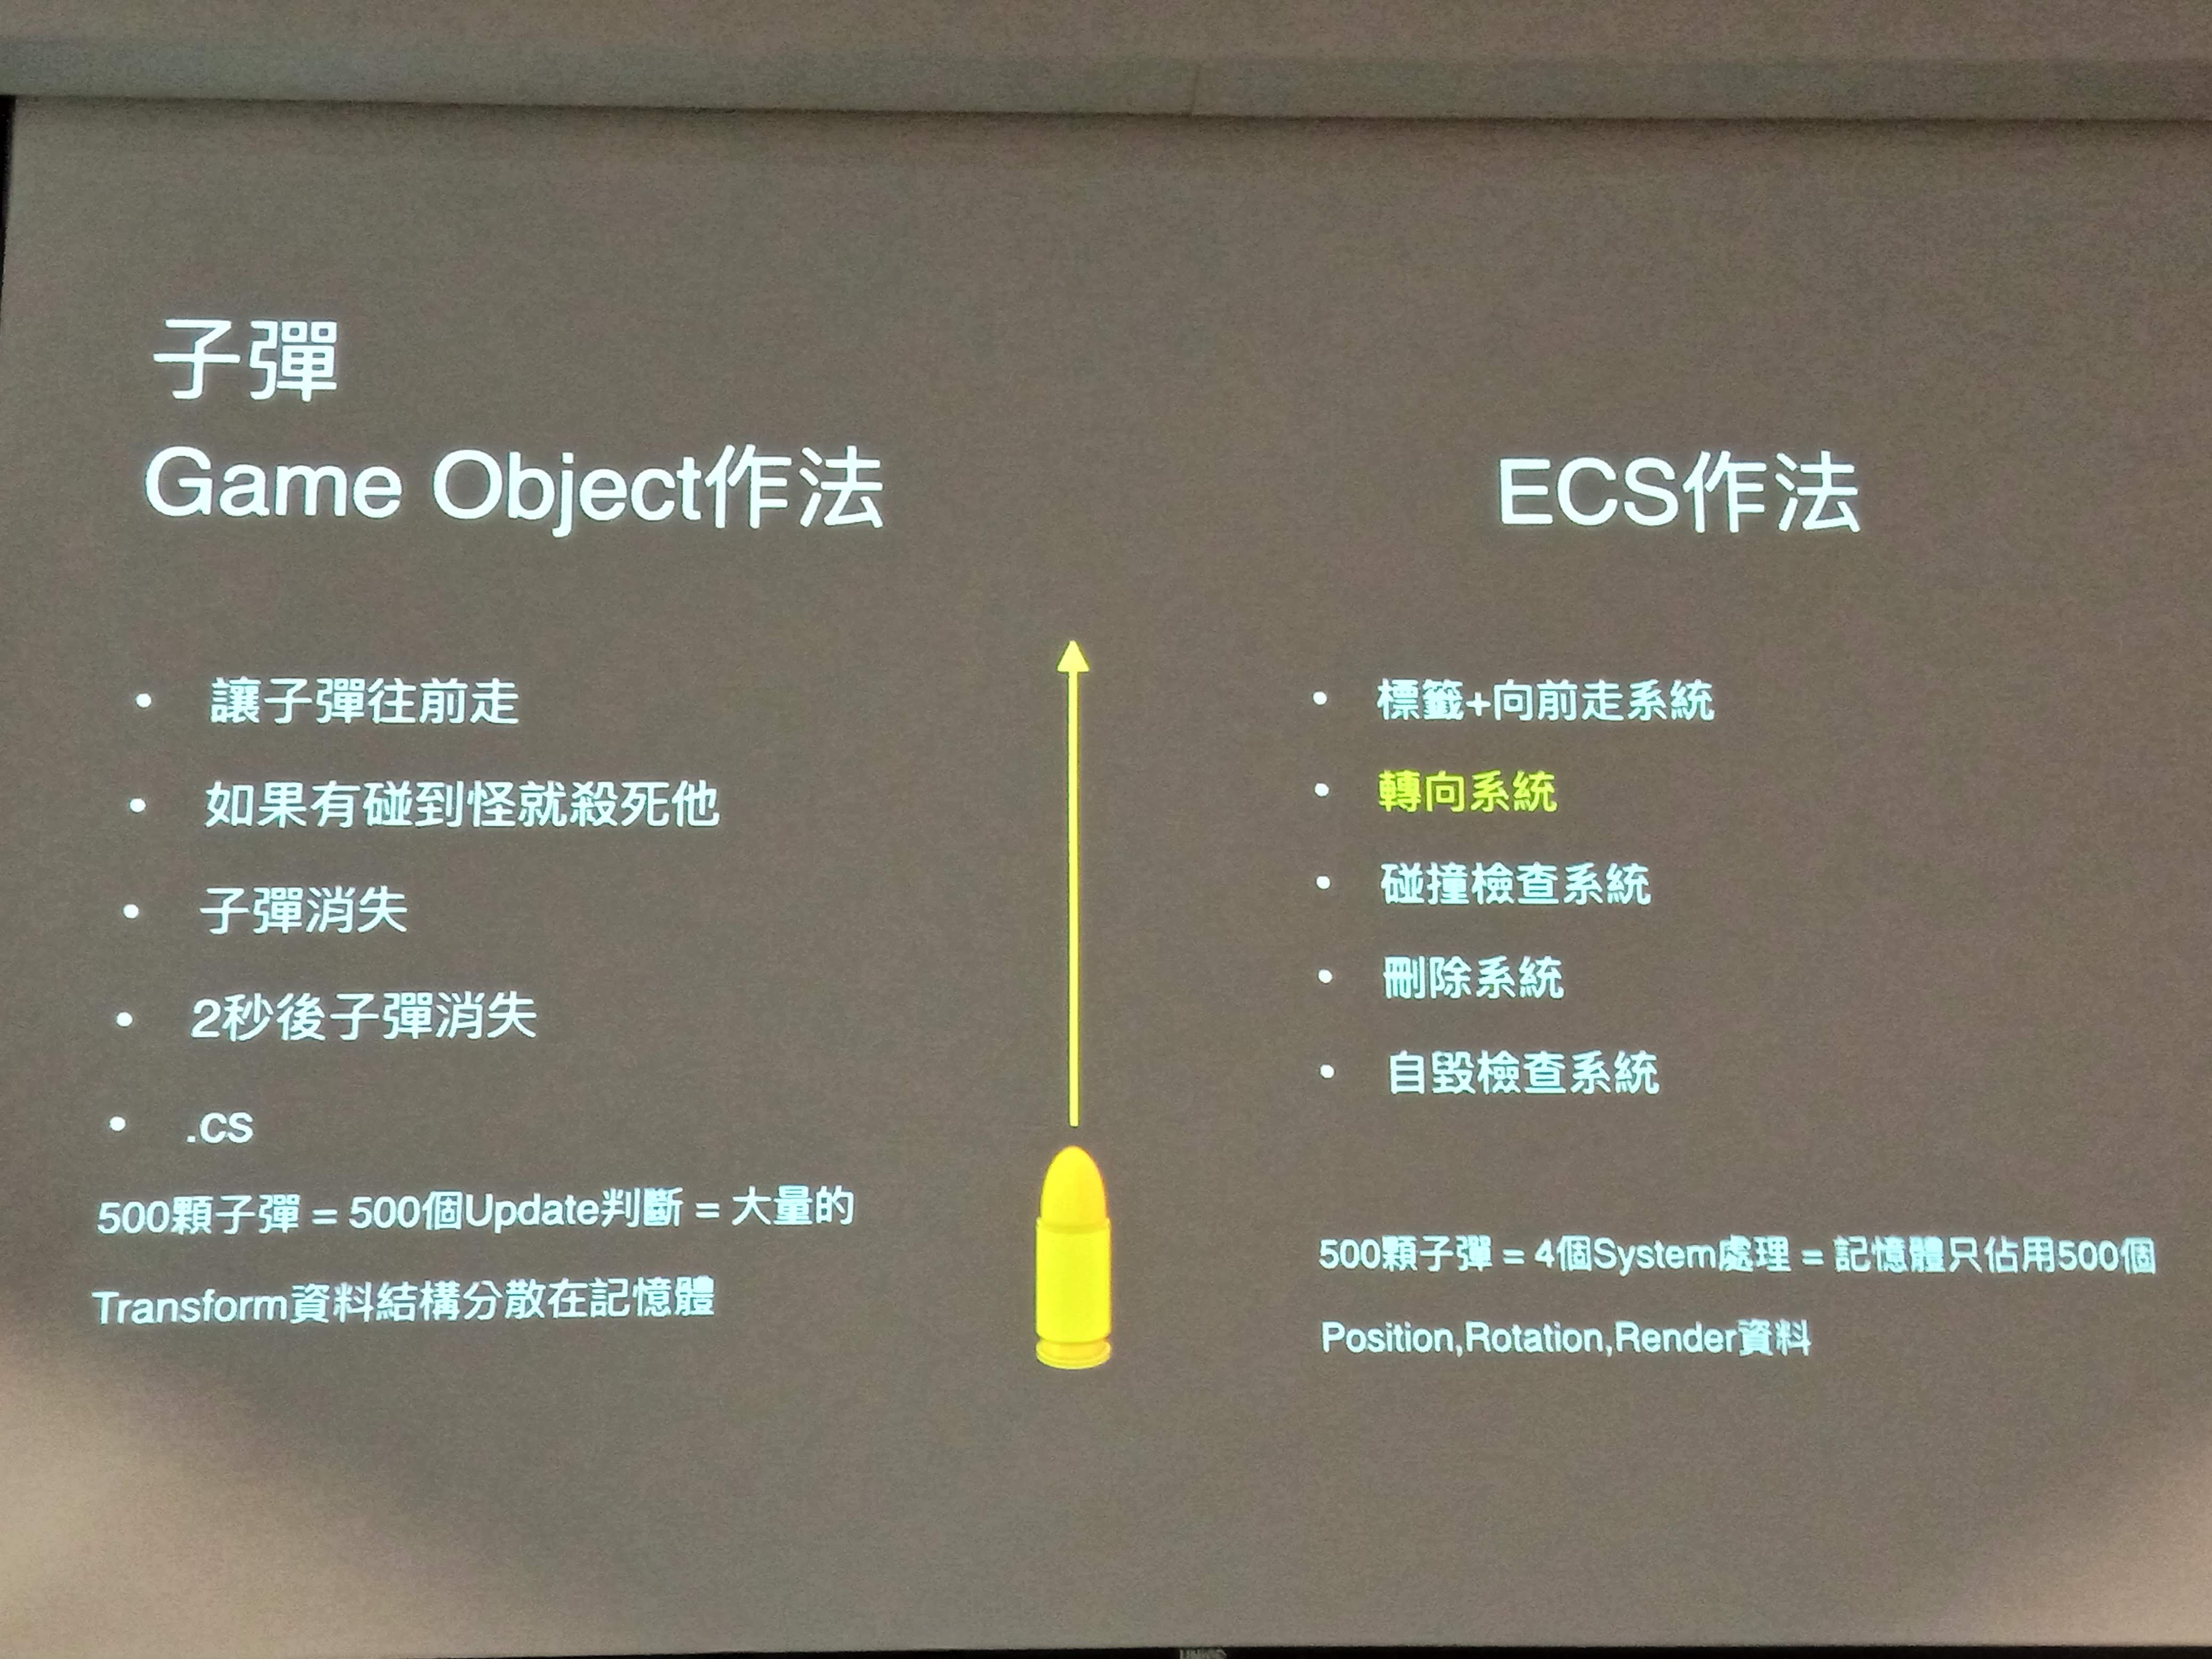 子彈
Game Object作法
讓子彈往前走
如果有碰到怪就殺死他
子彈消失
2秒後子彈消失
.cs
500顆子彈 = 500個Update判斷 = 大量的
Transform資料結構分散在記憶體
ECS作法
標籤+向前走系統
轉向系統
碰撞檢查系統
刪除系統
自毀檢查系統
500顆子彈 = 4個System處理 = 記憶體只佔用500個
Position,Rotation,Render資料